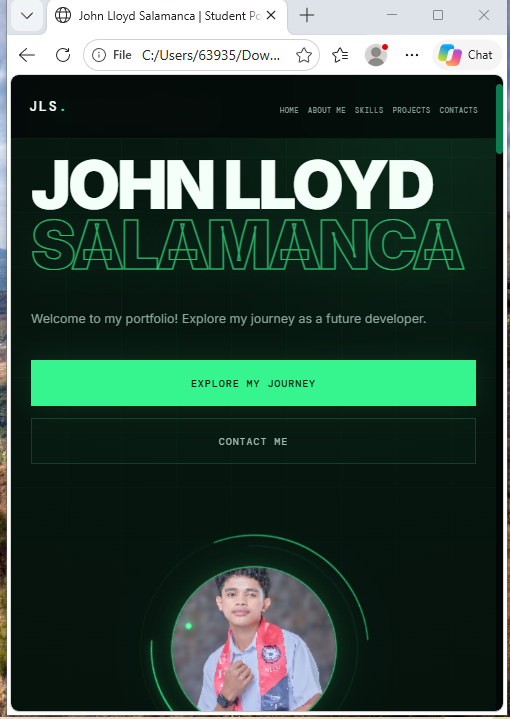 John Lloyd Salamanca | Student Po
File C:/Users/63935/Dow... Chat
JLS.
HOME ABOUT ME SKILLS PROJECTS CONTACTS
JOHN LLOYD
SALAMANCA
Welcome to my portfolio! Explore my journey as a future developer.
EXPLORE MY JOURNEY
CONTACT ME